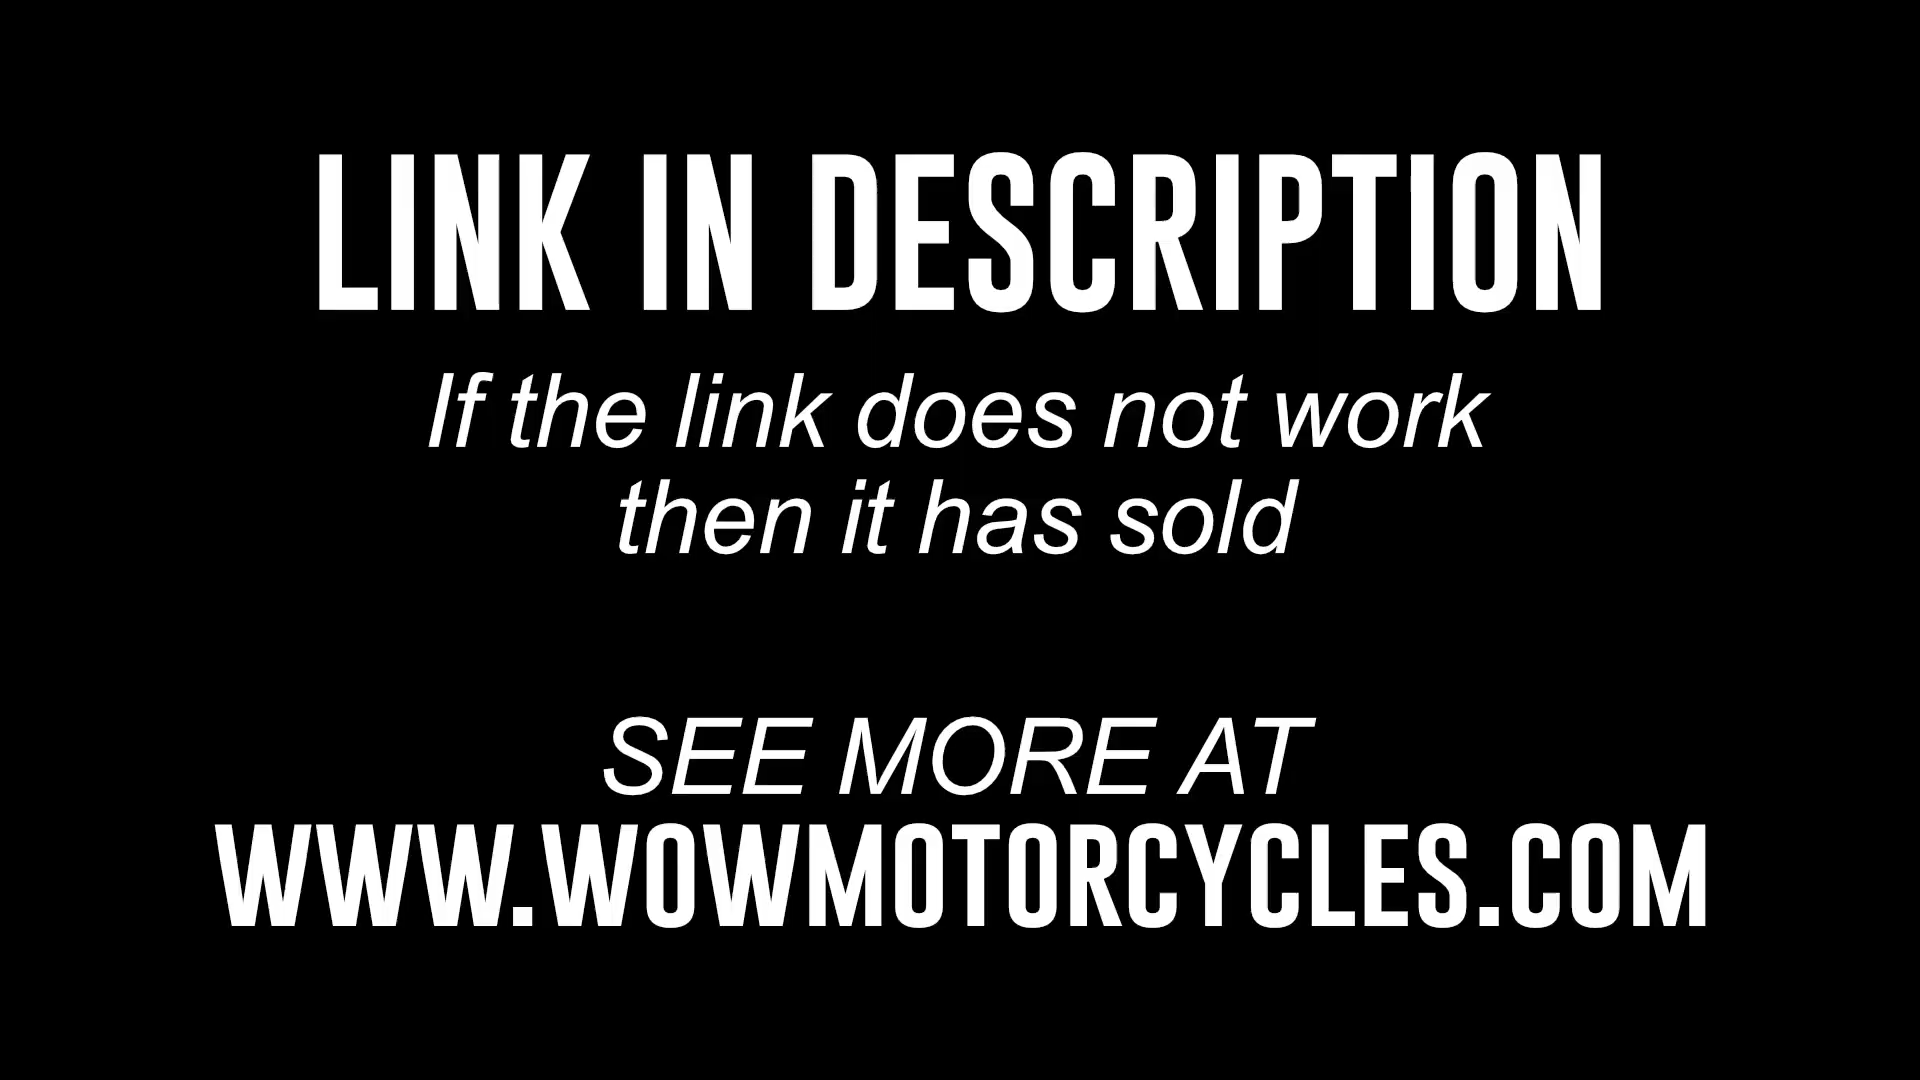 LINK IN DESCRIPTION
If the link does not work
then it has sold
SEE MORE AT
WWW.WOWMOTORCYCLES.COM